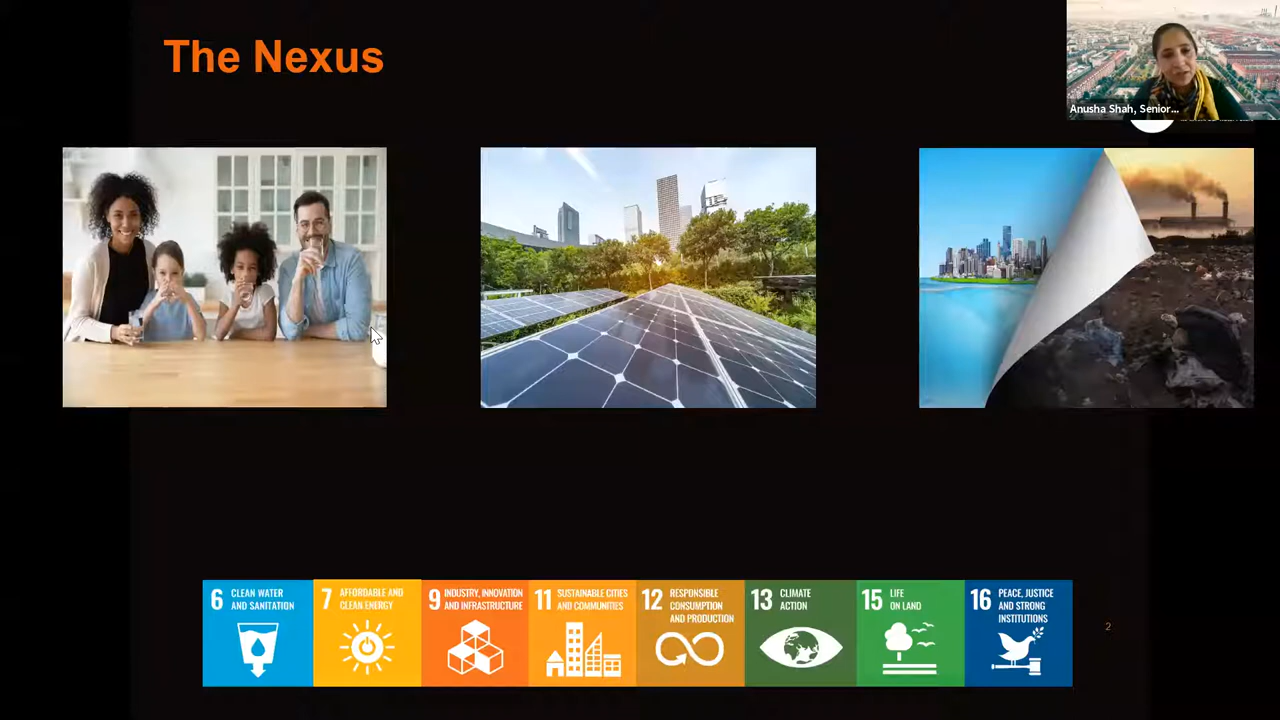 The Nexus
Anusha Shah, Senior...
6 CLEAN WATER
AND SANITATION
7 AFFORDABLE AND
CLEAN ENERGY
9 INDUSTRY, INNOVATION
AND INFRASTRUCTURE
11 SUSTAINABLE CITIES
AND COMMUNITIES
12 RESPONSIBLE
CONSUMPTION
AND PRODUCTION
13 CLIMATE
ACTION
15 LIFE
ON LAND
16 PEACE, JUSTICE
AND STRONG
INSTITUTIONS
2